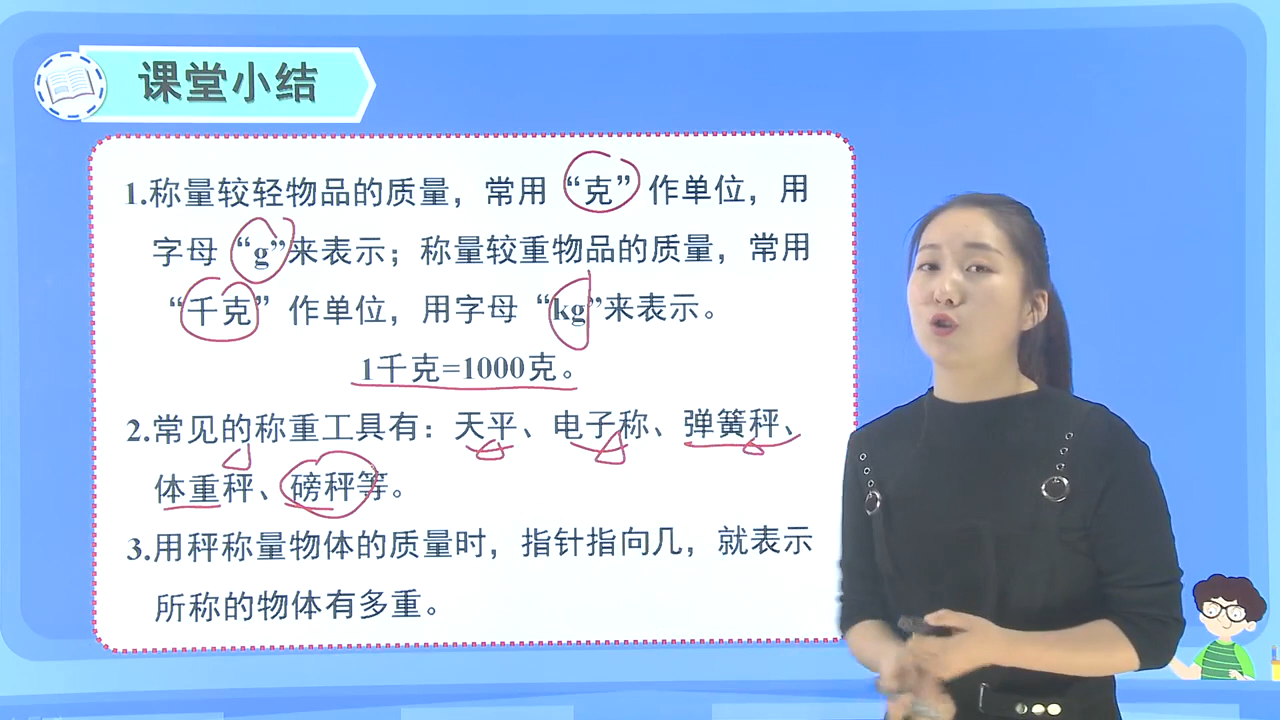 课堂小结
1.称量较轻物品的质量，常用“克”作单位，用
字母“g”来表示；称量较重物品的质量，常用
“千克”作单位，用字母“kg”来表示。
1千克=1000克。
2.常见的称重工具有：天平、电子称、弹簧秤、
体重秤、磅秤等。
3.用秤称量物体的质量时，指针指向几，就表示
所称的物体有多重。